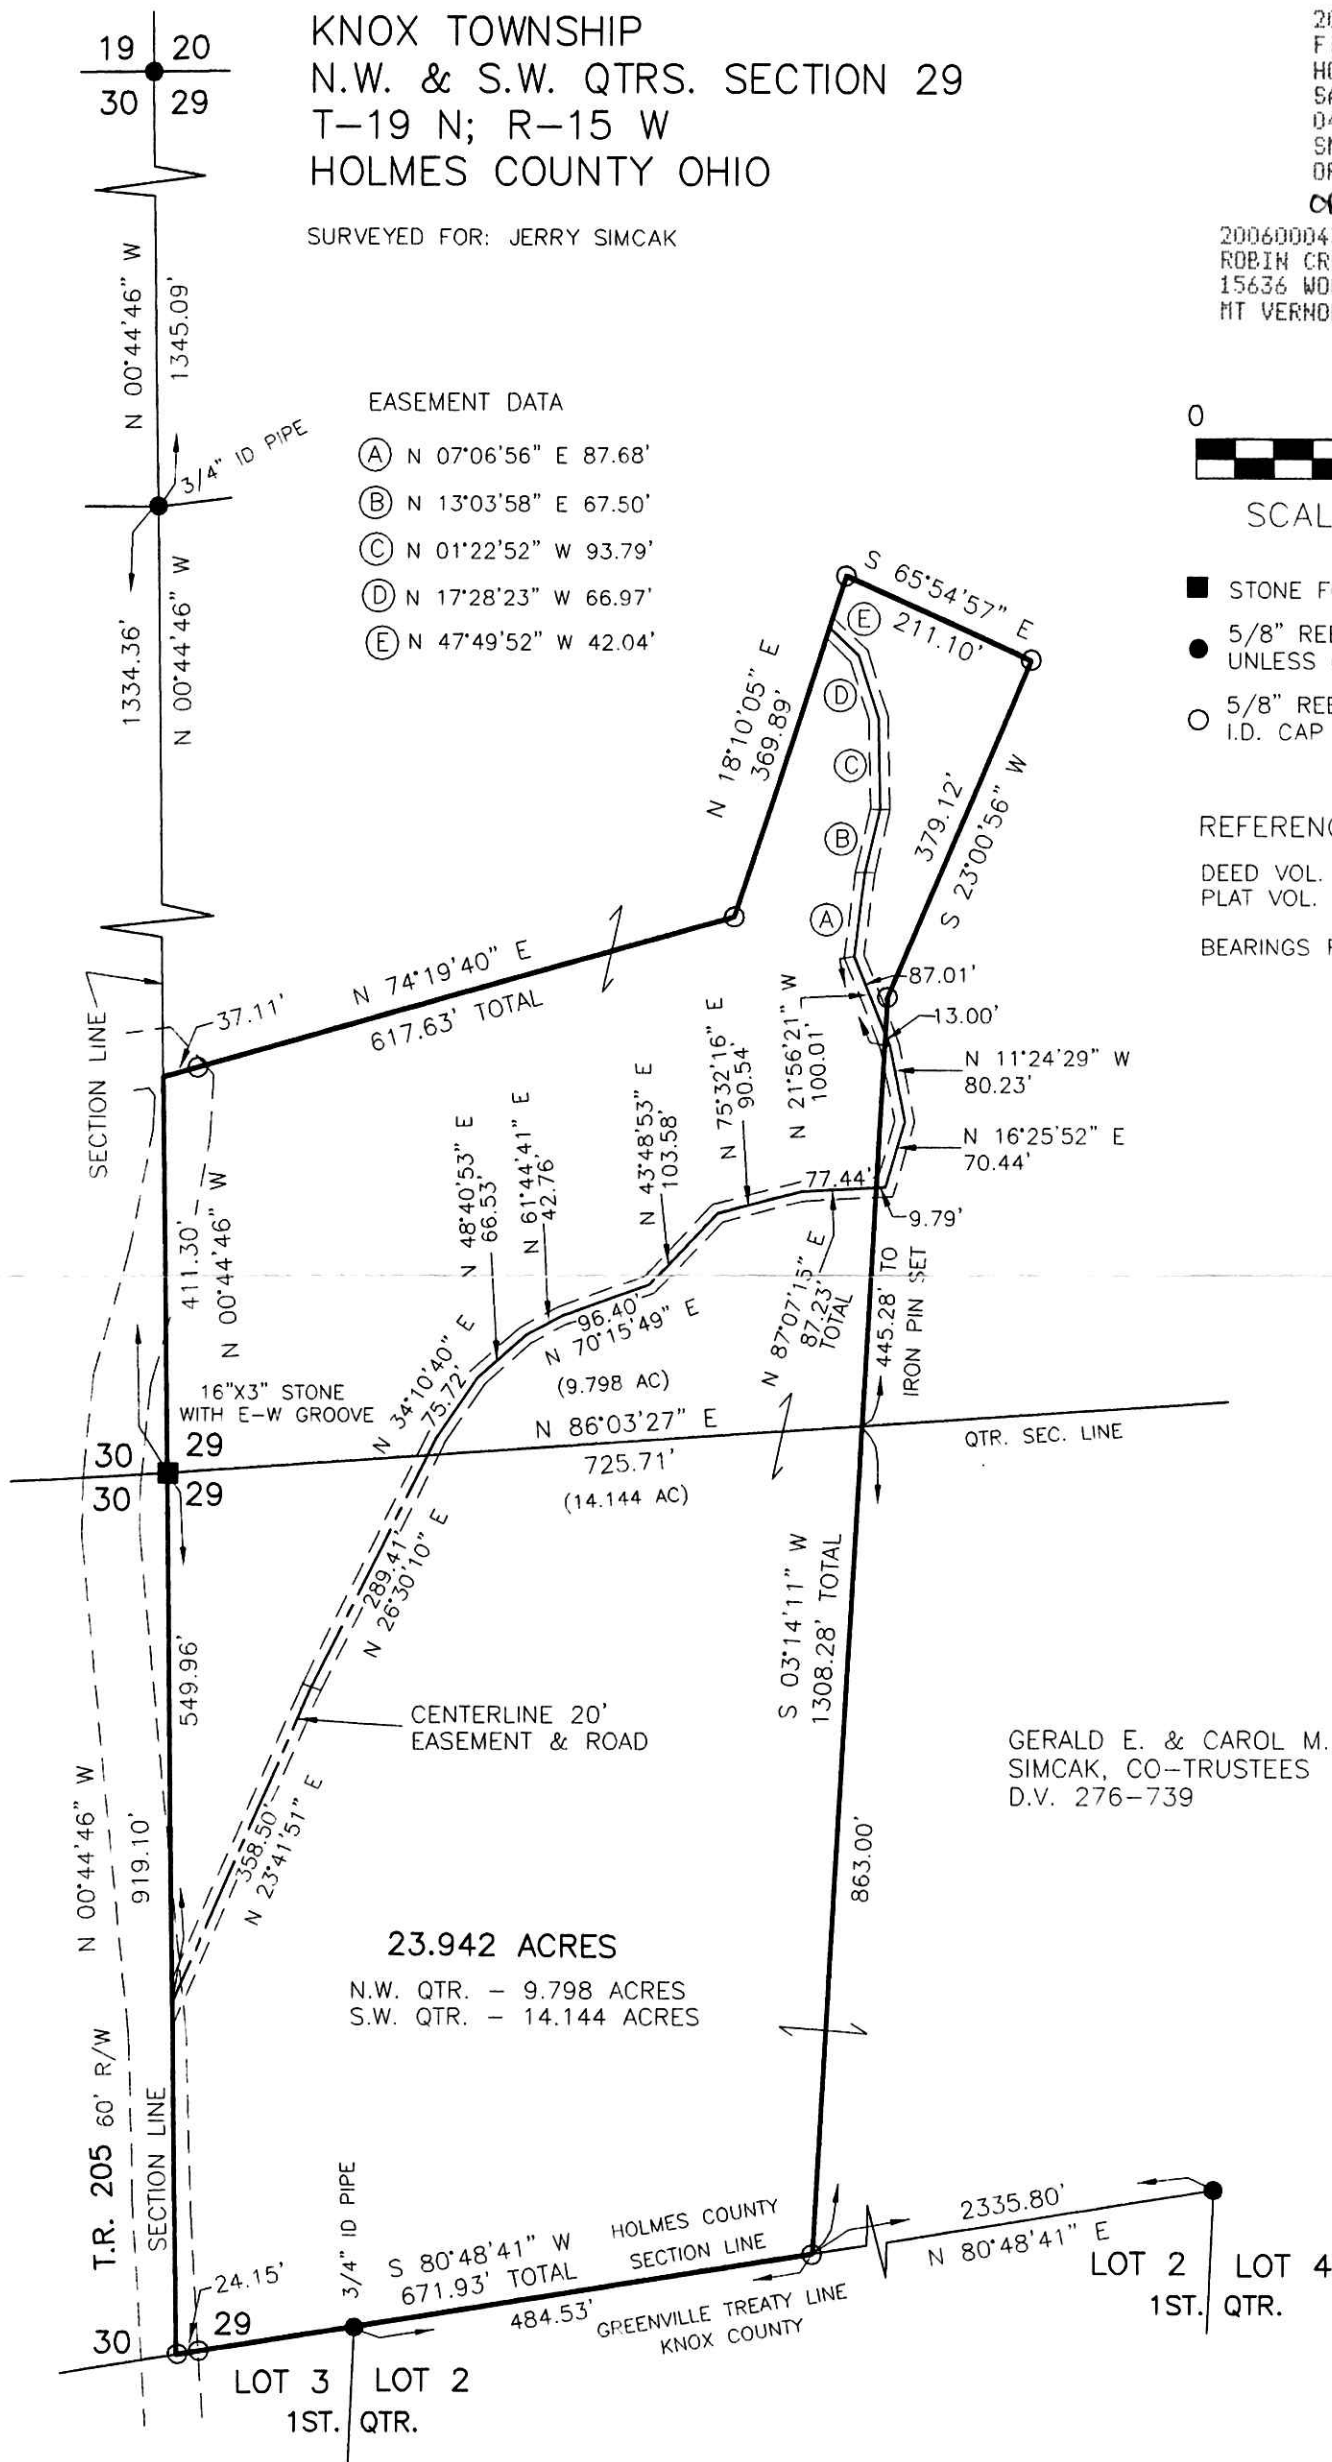 19 20
30 29
KNOX TOWNSHIP
N.W. & S.W. QTRS. SECTION 29
T-19 N; R-15 W
HOLMES COUNTY OHIO
SURVEYED FOR: JERRY SIMCAK
20060004
ROBIN CR
15636 WO
MT VERNO
N 00°44'46" W
1345.09'
3/4" ID PIPE
1334.36'
N 00°44'46" W
EASEMENT DATA
A N 07°06'56" E 87.68'
B N 13°03'58" E 67.50'
C N 01°22'52" W 93.79'
D N 17°28'23" W 66.97'
E N 47°49'52" W 42.04'
0
SCAL
STONE F
5/8" REB
UNLESS
5/8" REB
I.D. CAP
REFEREN
DEED VOL.
PLAT VOL.
BEARINGS
S 65°54'57" E
211.10'
E
D
C
B
A
N 18°10'05" E
369.89'
379.12'
S 23°00'56" W
N 74°19'40" E
617.63' TOTAL
37.11'
SECTION LINE
87.01'
13.00'
N 21°56'21" W
100.01'
N 11°24'29" W
80.23'
N 16°25'52" E
70.44'
N 75°32'16" E
90.54'
77.44'
9.79'
N 43°48'53" E
103.58'
N 61°44'41" E
42.76'
N 48°40'53" E
66.53'
411.30'
N 00°44'46" W
N 34°10'40" E
75.72'
96.40'
N 70°15'49" E
N 87°07'15" E
87.23'
TOTAL
445.28' TO
IRON PIN SET
16"X3" STONE
WITH E-W GROOVE
(9.798 AC)
N 86°03'27" E
725.71'
(14.144 AC)
QTR. SEC. LINE
30 29
30 29
289.41'
N 26°30'10" E
S 03°14'11" W
1308.28' TOTAL
549.96'
CENTERLINE 20'
EASEMENT & ROAD
GERALD E. & CAROL M.
SIMCAK, CO-TRUSTEES
D.V. 276-739
N 00°44'46" W
919.10'
358.50'
N 23°41'51" E
863.00'
23.942 ACRES
N.W. QTR. - 9.798 ACRES
S.W. QTR. - 14.144 ACRES
T.R. 205 60' R/W
SECTION LINE
3/4" ID PIPE
24.15'
S 80°48'41" W
671.93' TOTAL
484.53'
HOLMES COUNTY
SECTION LINE
GREENVILLE TREATY LINE
KNOX COUNTY
2335.80'
N 80°48'41" E
30 29
LOT 3 LOT 2
1ST. QTR.
LOT 2 LOT 4
1ST. QTR.